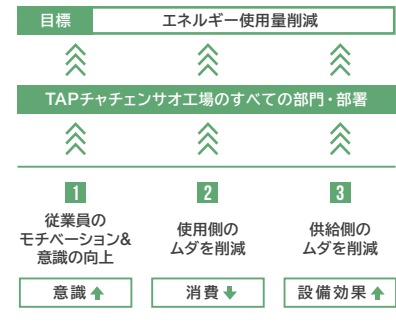 目標 エネルギー使用量削減
TAPチャチェンサオ工場のすべての部門・部署
1 2 3
従業員の
モチベーション&
意識の向上
使用側の
ムダを削減
供給側の
ムダを削減
意識 消費 設備効果